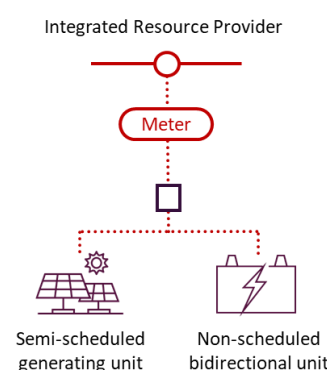 Integrated Resource Provider
Meter
Semi-scheduled
generating unit
Non-scheduled
bidirectional unit